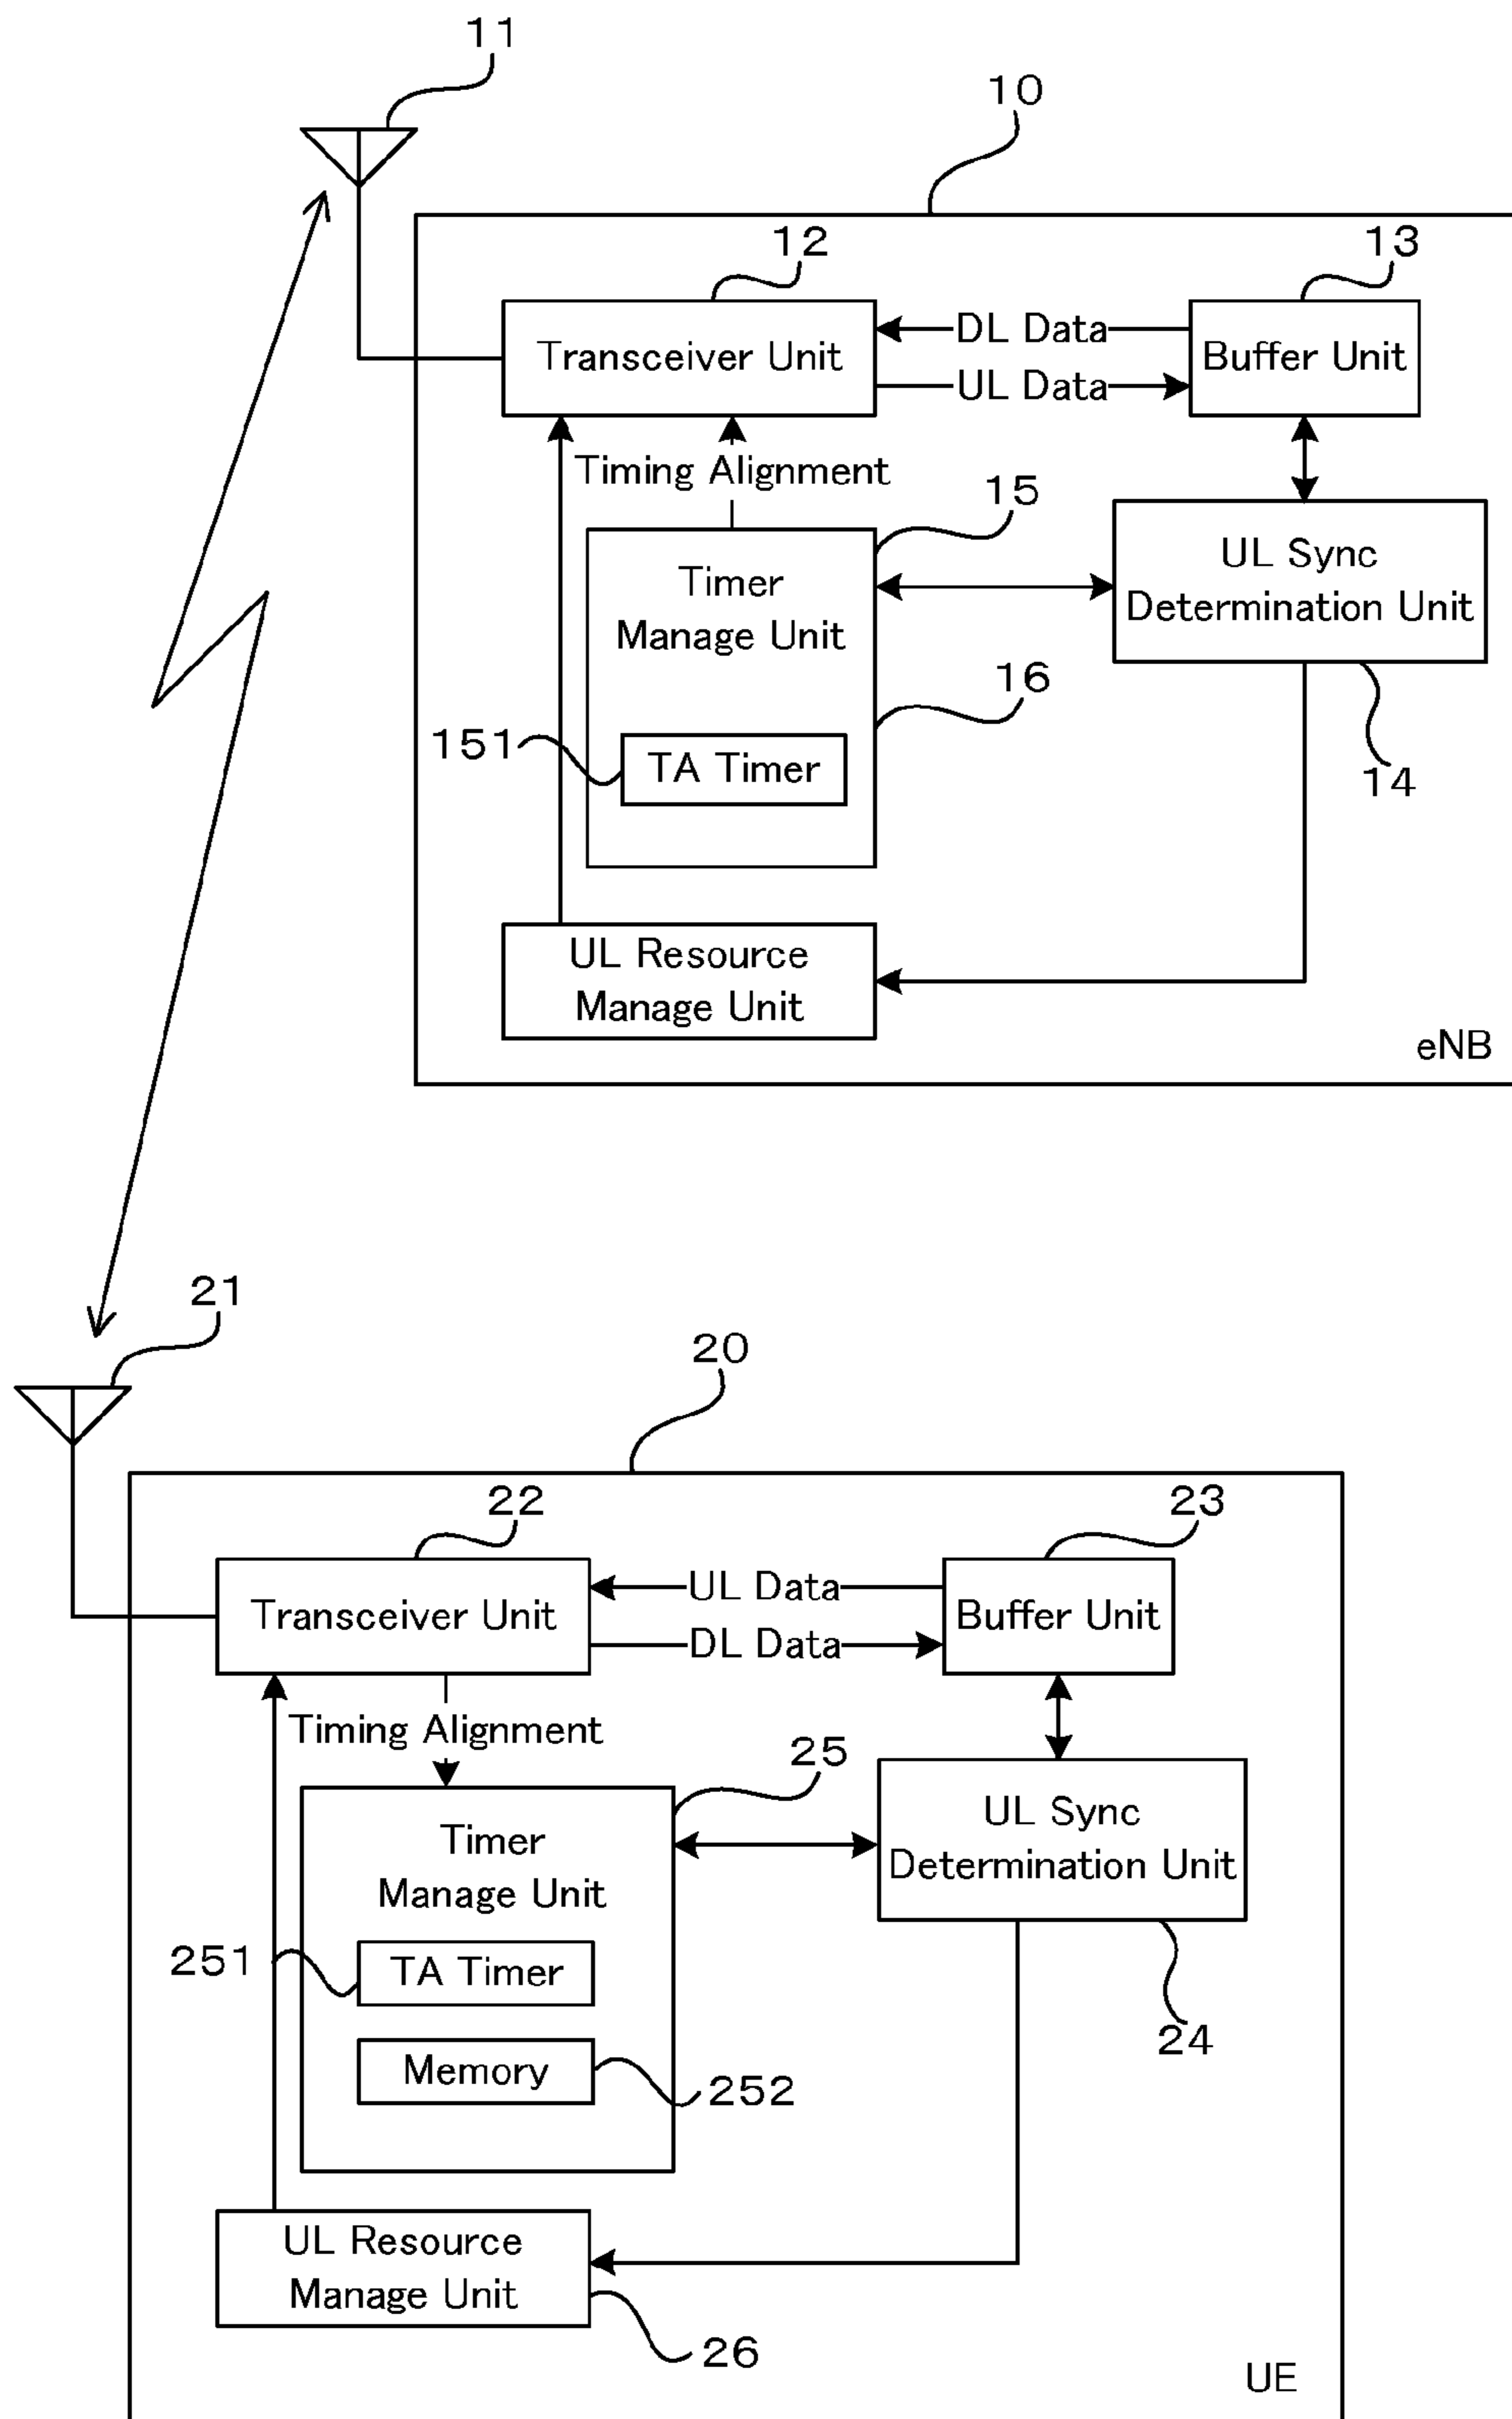 11
10
12
13
Transceiver Unit
DL Data
UL Data
Buffer Unit
Timing Alignment
15
Timer
Manage Unit
UL Sync
Determination Unit
16
151
TA Timer
14
UL Resource
Manage Unit
eNB
21
20
22
23
Transceiver Unit
UL Data
DL Data
Buffer Unit
Timing Alignment
25
Timer
Manage Unit
UL Sync
Determination Unit
251
TA Timer
24
Memory
252
UL Resource
Manage Unit
26
UE